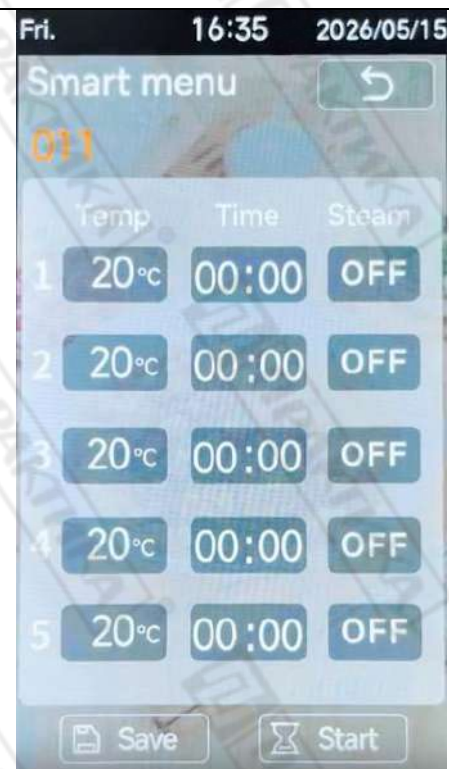 Fri. 16:35 2026/05/15
Smart menu
011
Temp Time Steam
1 20°C 00:00 OFF
2 20°C 00:00 OFF
3 20°C 00:00 OFF
4 20°C 00:00 OFF
5 20°C 00:00 OFF
Save Start